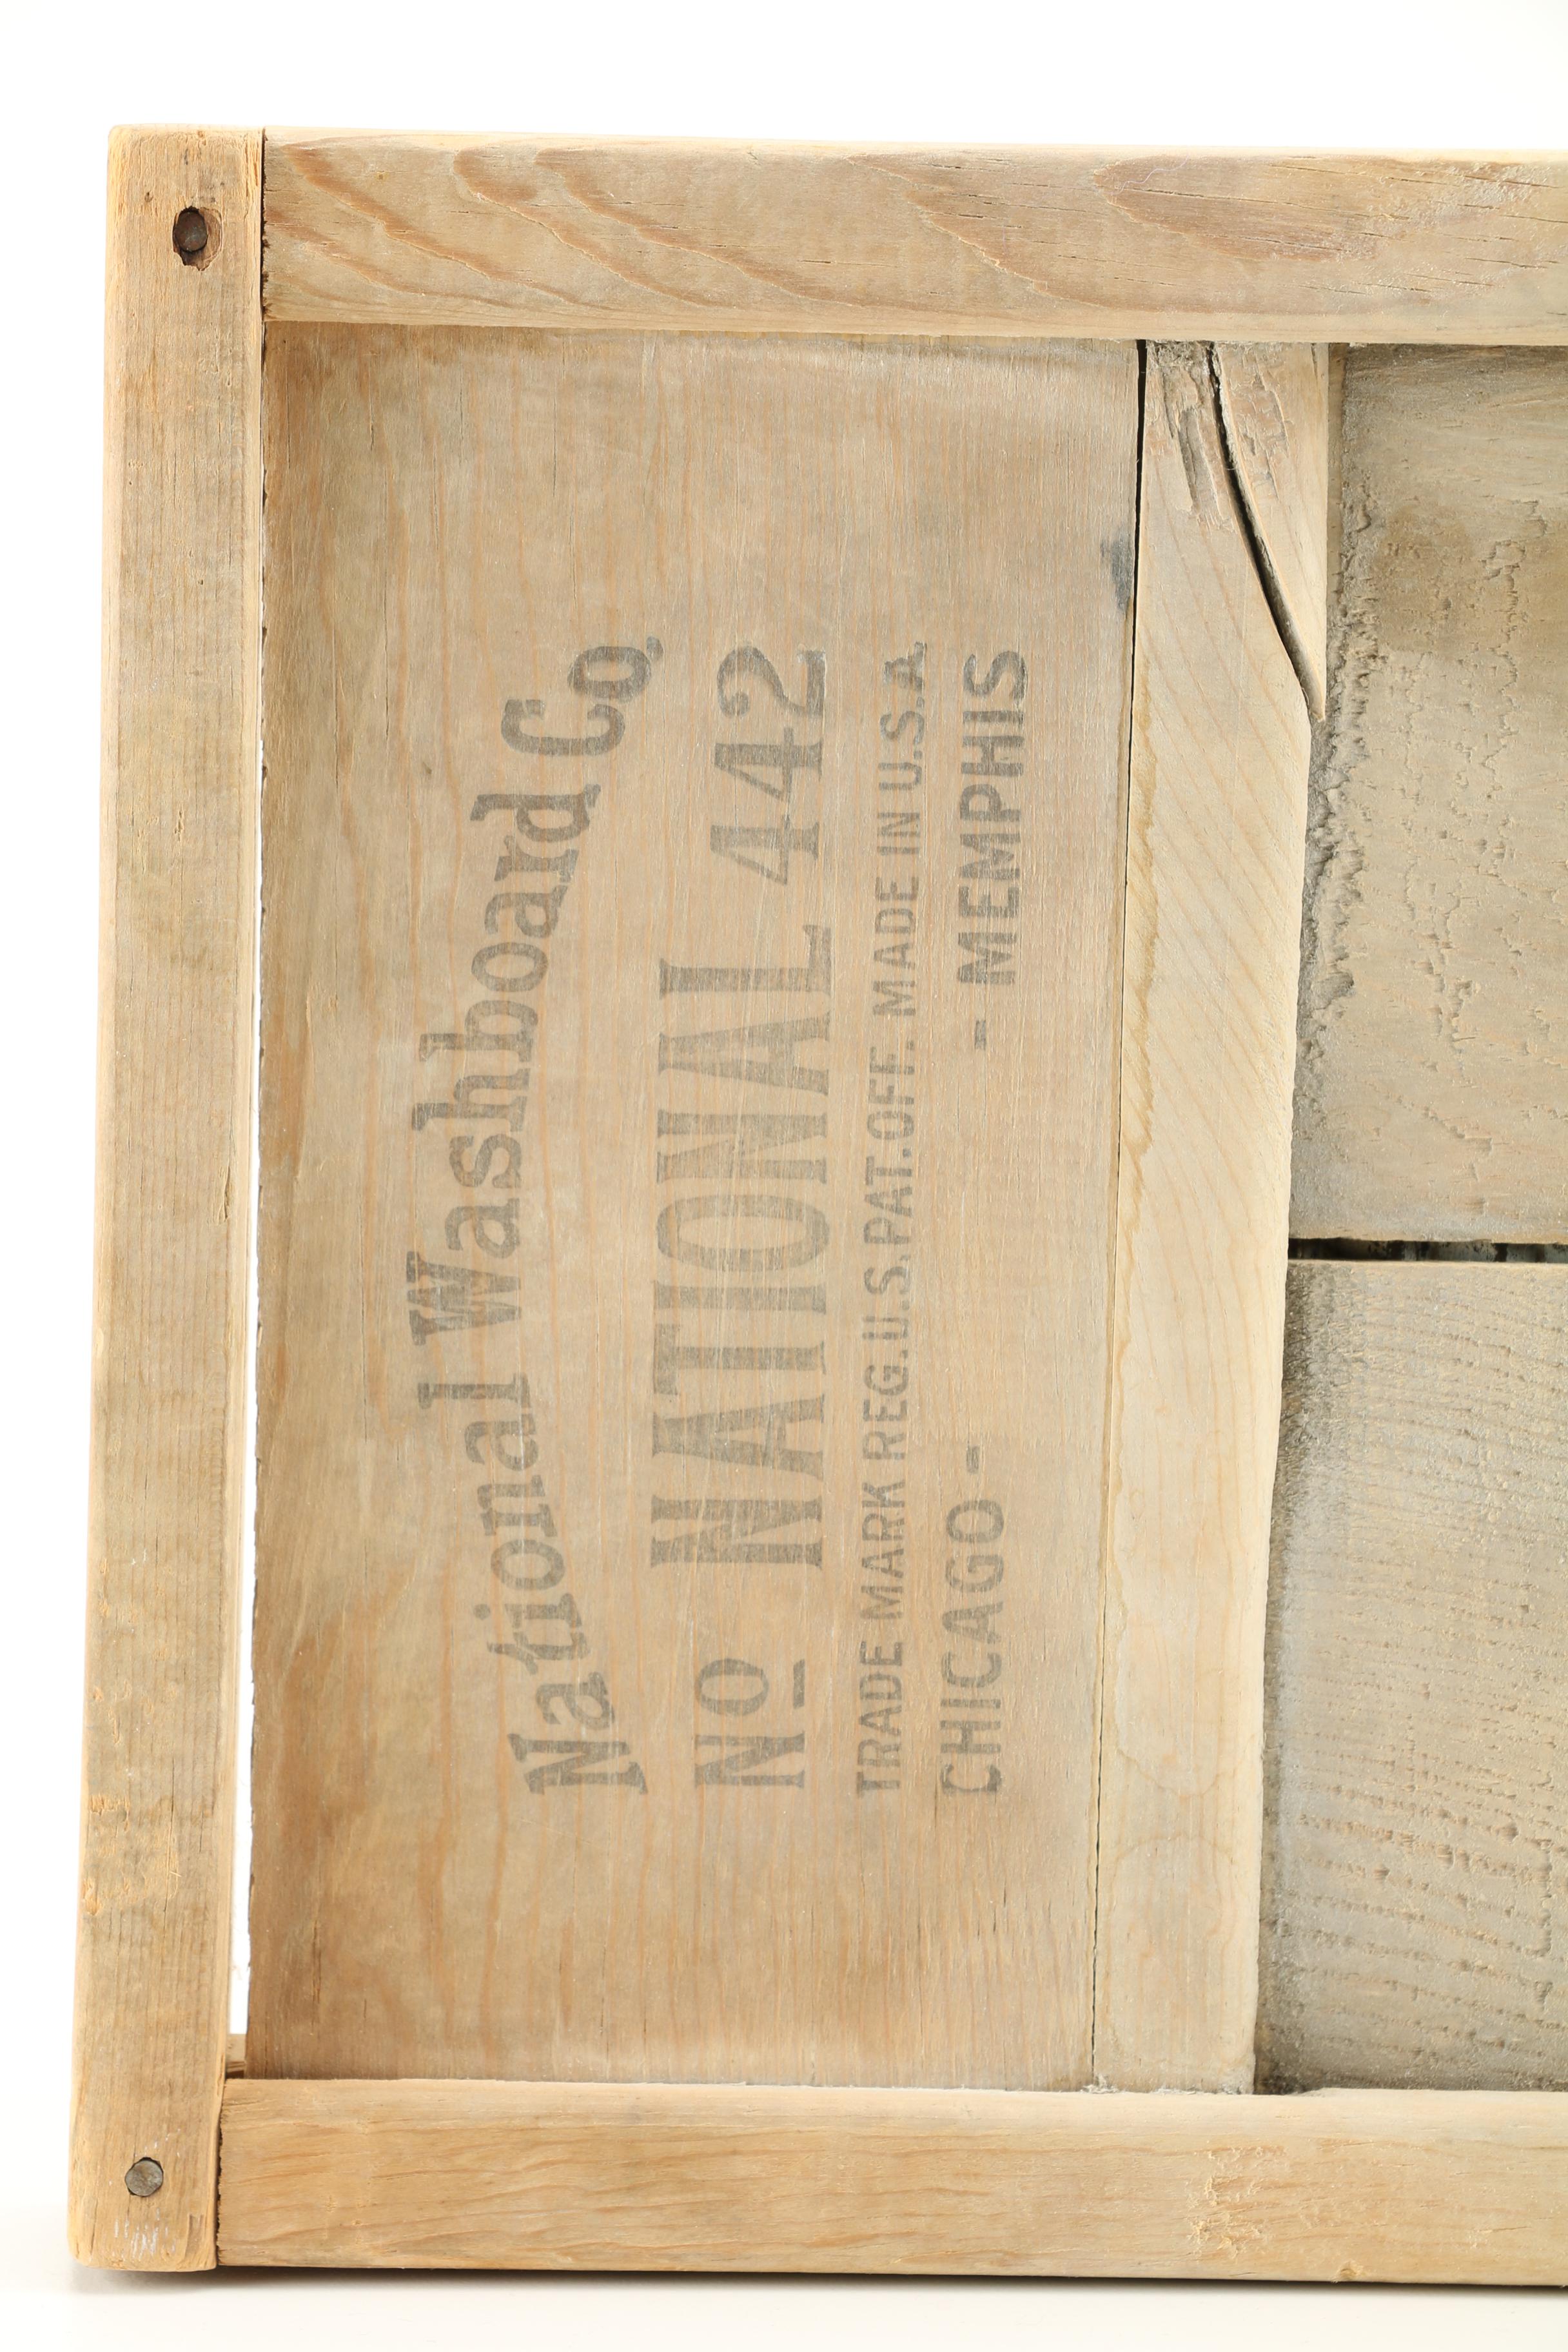 National Washboard Co.
No NATIONAL 442
TRADE MARK REG. U.S. PAT. OFF. MADE IN U.S.A
CHICAGO - - MEMPHIS